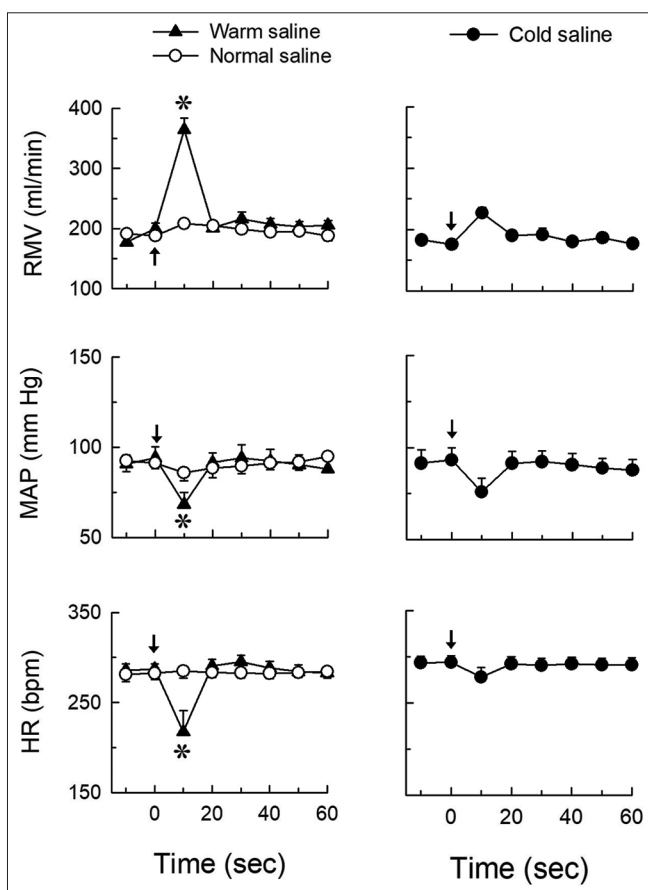 Warm saline
Normal saline
Cold saline
RMV (ml/min)
400
300
200
100
*
MAP (mm Hg)
150
100
50
*
HR (bpm)
350
250
150
*
0 20 40 60
0 20 40 60
Time (sec)
Time (sec)